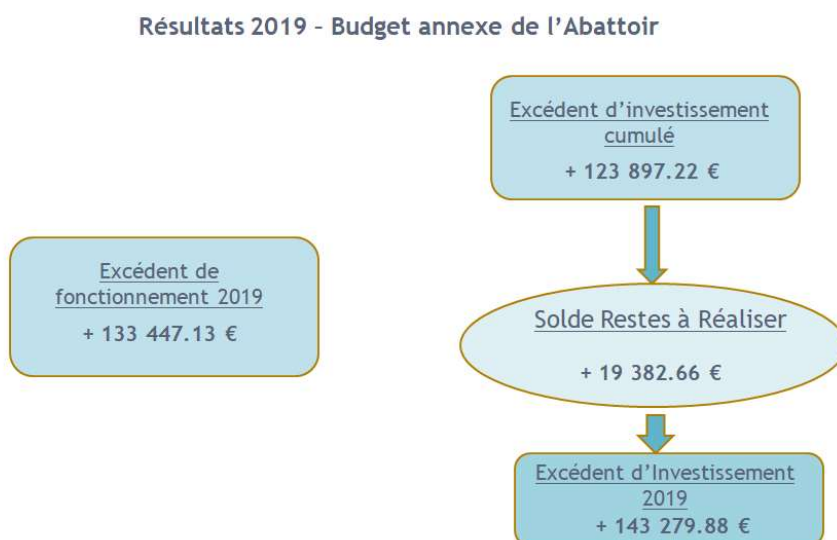 Résultats 2019 – Budget annexe de l’Abattoir
Excédent d’investissement
cumulé
+ 123 897.22 €
Excédent de
fonctionnement 2019
+ 133 447.13 €
Solde Restes à Réaliser
+ 19 382.66 €
Excédent d’Investissement
2019
+ 143 279.88 €